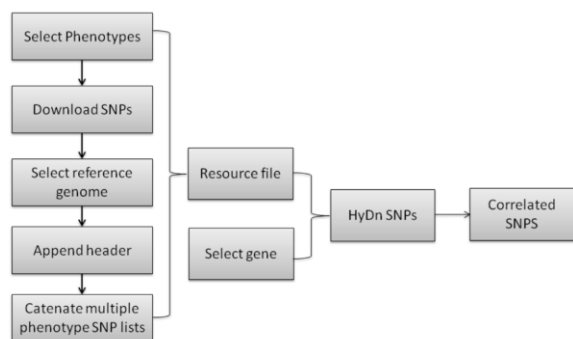 Select Phenotypes
Download SNPs
Select reference
genome
Append header
Catenate multiple
phenotype SNP lists
Resource file
Select gene
HyDn SNPs
Correlated
SNPS